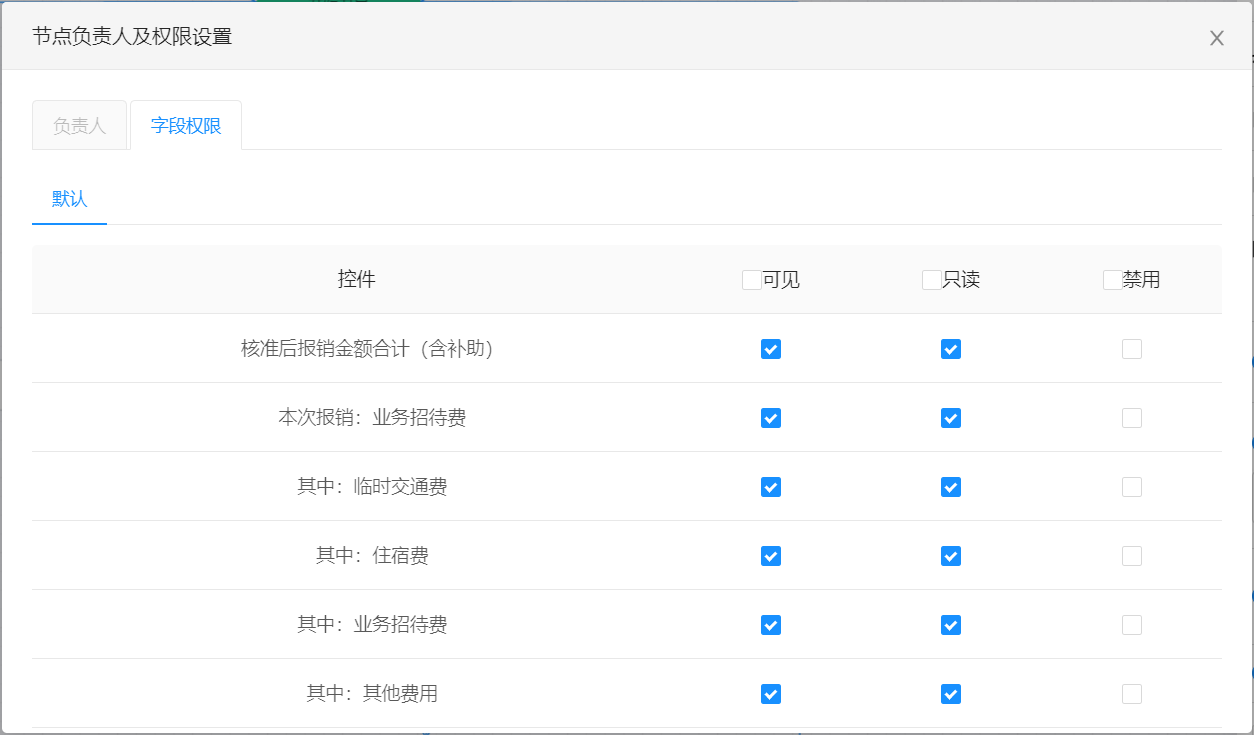 节点负责人及权限设置
负责人 字段权限
默认
控件 可见 只读 禁用
核准后报销金额合计（含补助）
本次报销：业务招待费
其中：临时交通费
其中：住宿费
其中：业务招待费
其中：其他费用